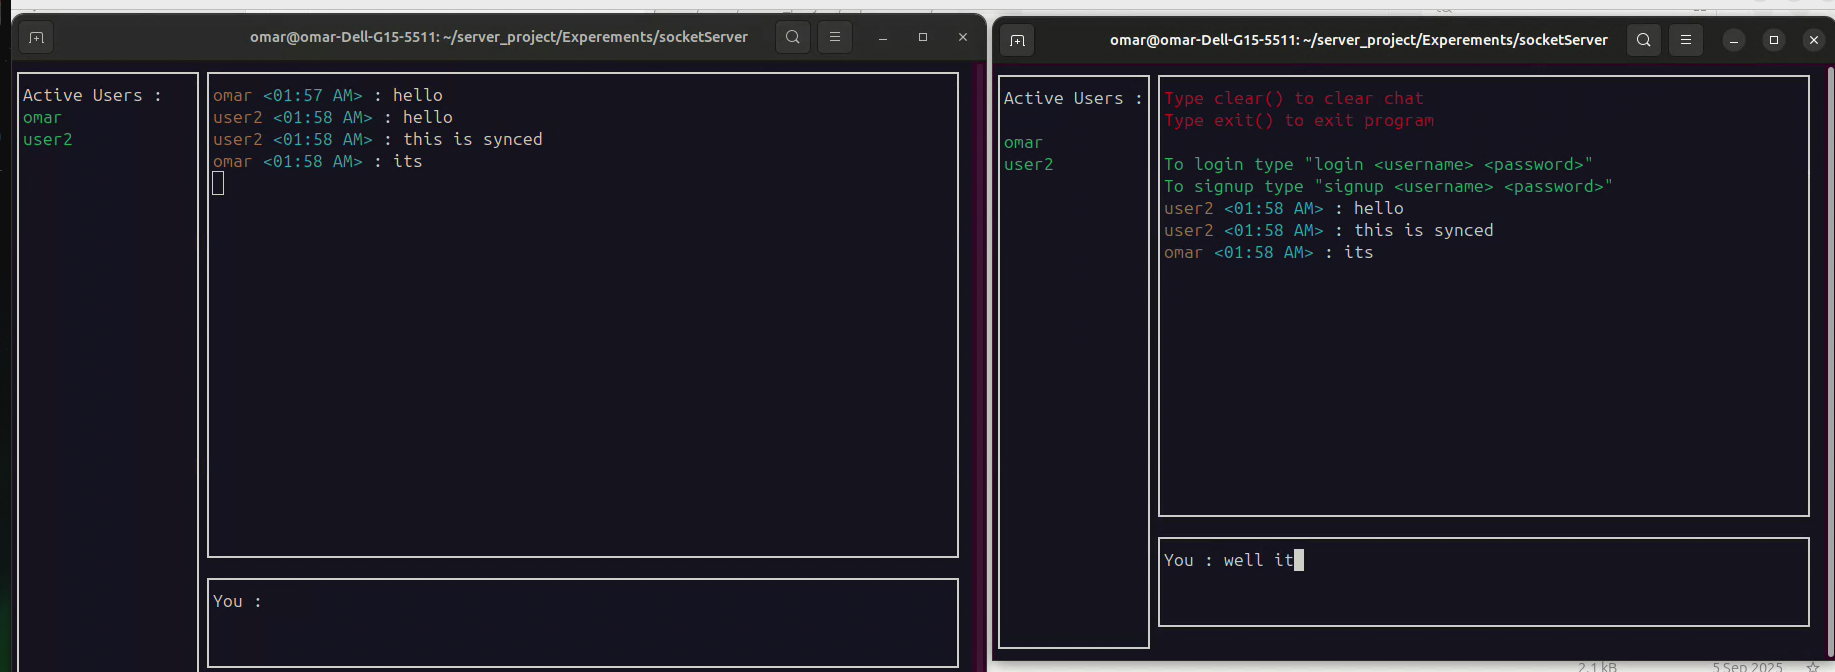 omar@omar-Dell-G15-5511: ~/server_project/Experements/socketServer
Active Users :
omar
user2
omar <01:57 AM> : hello
user2 <01:58 AM> : hello
user2 <01:58 AM> : this is synced
omar <01:58 AM> : its
You :
omar@omar-Dell-G15-5511: ~/server_project/Experements/socketServer
Active Users :
omar
user2
Type clear() to clear chat
Type exit() to exit program
To login type "login <username> <password>"
To signup type "signup <username> <password>"
user2 <01:58 AM> : hello
user2 <01:58 AM> : this is synced
omar <01:58 AM> : its
You : well it
2.1 kB
5 Sep 2025